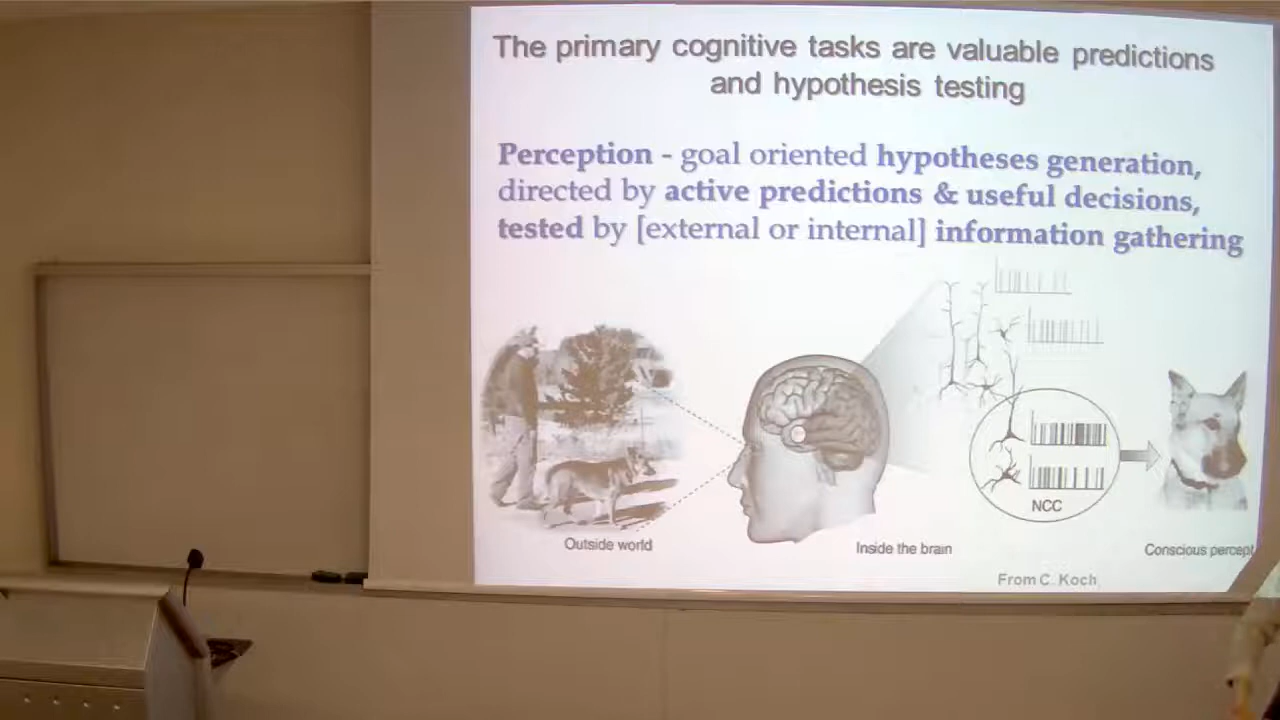 The primary cognitive tasks are valuable predictions
and hypothesis testing
Perception - goal oriented hypotheses generation,
directed by active predictions & useful decisions,
tested by [external or internal] information gathering
NCC
Outside world
Inside the brain
Conscious percept
From C. Koch